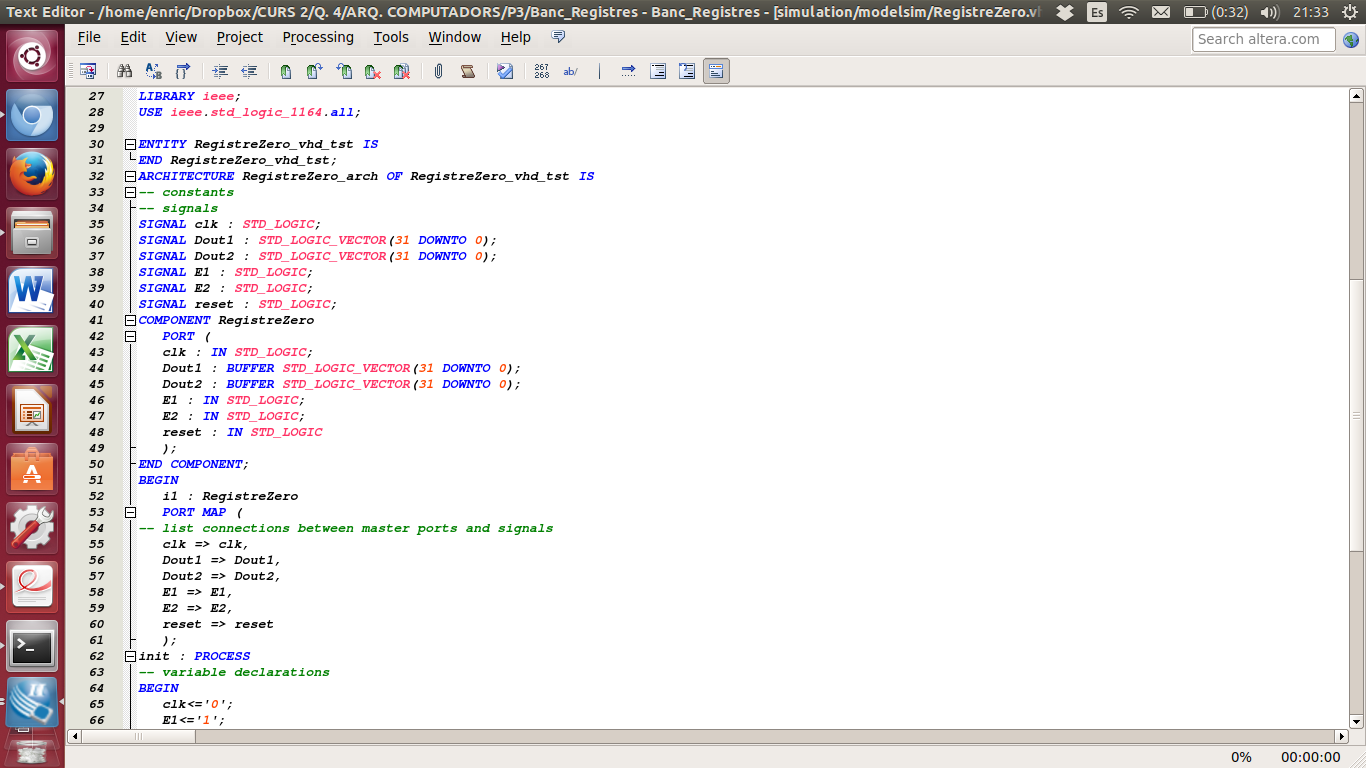 Text Editor - /home/enric/Dropbox/CURS 2/Q. 4/ARQ. COMPUTADORS/P3/Banc_Registres - Banc_Registres - [simulation/modelsim/RegistreZero.vh
Es
(0:32)
21:33
File Edit View Project Processing Tools Window Help
Search altera.com
267
268
ab/
27 LIBRARY ieee;
28 USE ieee.std_logic_1164.all;
29
30 ENTITY RegistreZero_vhd_tst IS
31 END RegistreZero_vhd_tst;
32 ARCHITECTURE RegistreZero_arch OF RegistreZero_vhd_tst IS
33 -- constants
34 -- signals
35 SIGNAL clk : STD_LOGIC;
36 SIGNAL Dout1 : STD_LOGIC_VECTOR(31 DOWNTO 0);
37 SIGNAL Dout2 : STD_LOGIC_VECTOR(31 DOWNTO 0);
38 SIGNAL E1 : STD_LOGIC;
39 SIGNAL E2 : STD_LOGIC;
40 SIGNAL reset : STD_LOGIC;
41 COMPONENT RegistreZero
42 PORT (
43 clk : IN STD_LOGIC;
44 Dout1 : BUFFER STD_LOGIC_VECTOR(31 DOWNTO 0);
45 Dout2 : BUFFER STD_LOGIC_VECTOR(31 DOWNTO 0);
46 E1 : IN STD_LOGIC;
47 E2 : IN STD_LOGIC;
48 reset : IN STD_LOGIC
49 );
50 END COMPONENT;
51 BEGIN
52 i1 : RegistreZero
53 PORT MAP (
54 -- list connections between master ports and signals
55 clk => clk,
56 Dout1 => Dout1,
57 Dout2 => Dout2,
58 E1 => E1,
59 E2 => E2,
60 reset => reset
61 );
62 init : PROCESS
63 -- variable declarations
64 BEGIN
65 clk<='0';
66 E1<='1';
0% 00:00:00